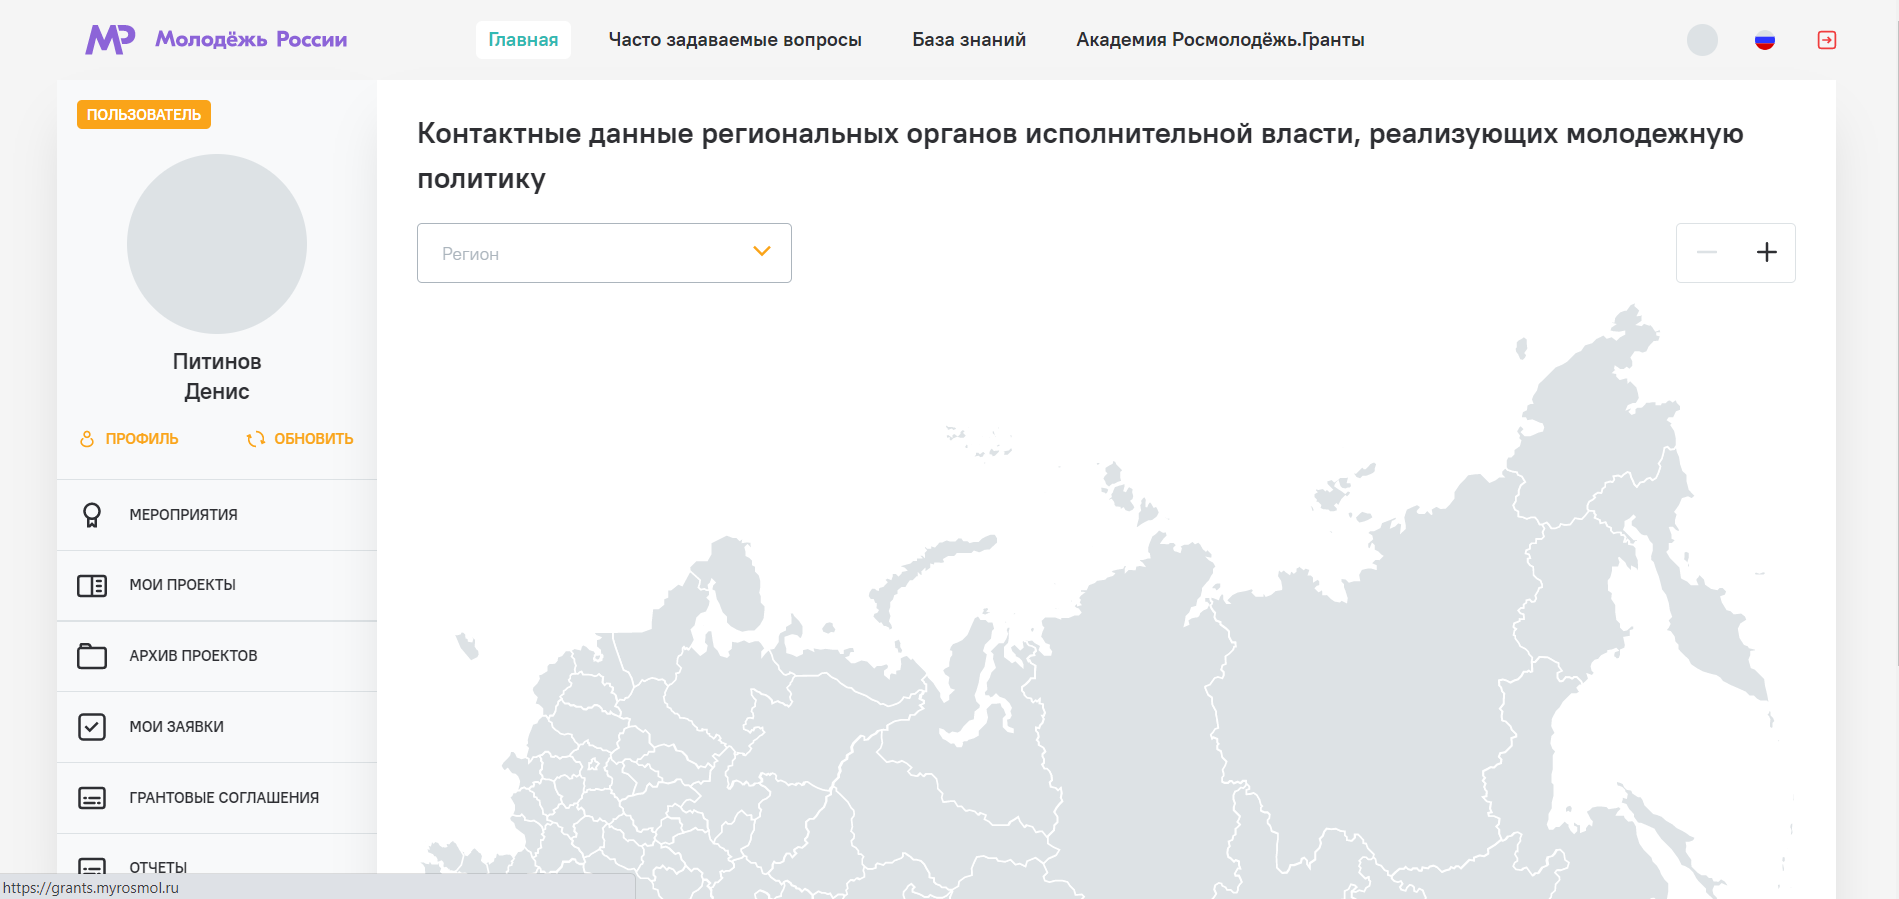 МР Молодёжь России
Главная
Часто задаваемые вопросы
База знаний
Академия Росмолодёжь.Гранты
ПОЛЬЗОВАТЕЛЬ
Питинов
Денис
ПРОФИЛЬ
ОБНОВИТЬ
МЕРОПРИЯТИЯ
МОИ ПРОЕКТЫ
АРХИВ ПРОЕКТОВ
МОИ ЗАЯВКИ
ГРАНТОВЫЕ СОГЛАШЕНИЯ
ОТЧЕТЫ
Контактные данные региональных органов исполнительной власти, реализующих молодежную
политику
Регион
https://grants.myrosmol.ru